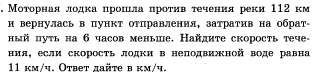 . Моторная лодка прошла против течения реки 112 км
и вернулась в пункт отправления, затратив на обрат-
ный путь на 6 часов меньше. Найдите скорость тече-
ния, если скорость лодки в неподвижной воде равна
11 км/ч. Ответ дайте в км/ч.